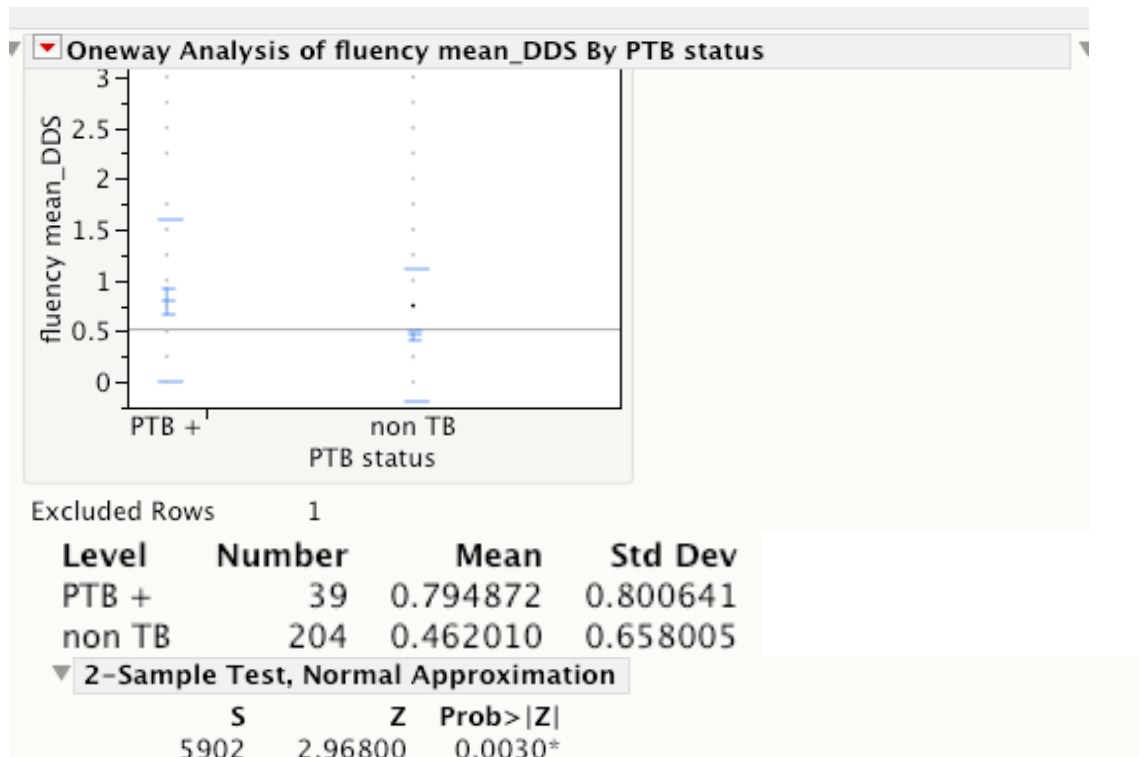 Oneway Analysis of fluency mean_DDS By PTB status
fluency mean_DDS
3
2.5
2
1.5
1
0.5
0
PTB + non TB
PTB status
Excluded Rows 1
Level Number Mean Std Dev
PTB + 39 0.794872 0.800641
non TB 204 0.462010 0.658005
2-Sample Test, Normal Approximation
S Z Prob>|Z|
5902 2.96800 0.0030*